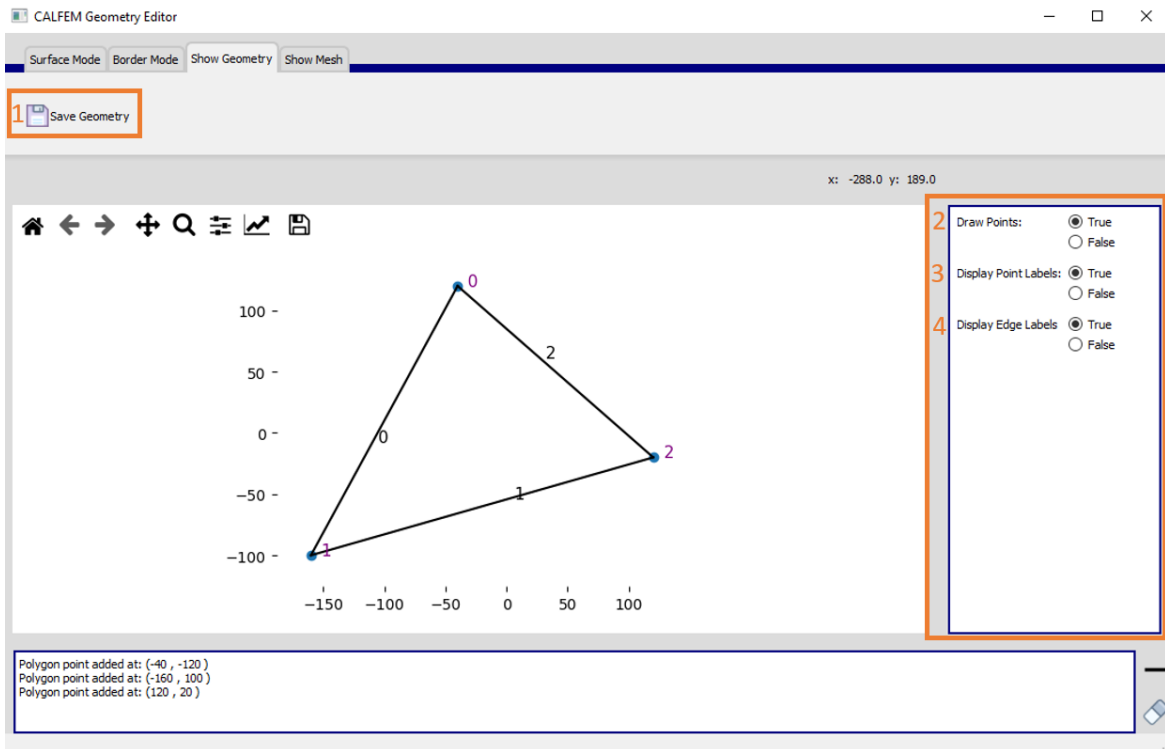 CALFEM Geometry Editor
Surface Mode Border Mode Show Geometry Show Mesh
1 Save Geometry
x: -288.0 y: 189.0
2 Draw Points: True
False
3 Display Point Labels: True
False
4 Display Edge Labels True
False
0
100
2
50
0
0
2
−50
1
−100
1
−150 −100 −50 0 50 100
Polygon point added at: (-40 , -120 )
Polygon point added at: (-160 , 100 )
Polygon point added at: (120 , 20 )